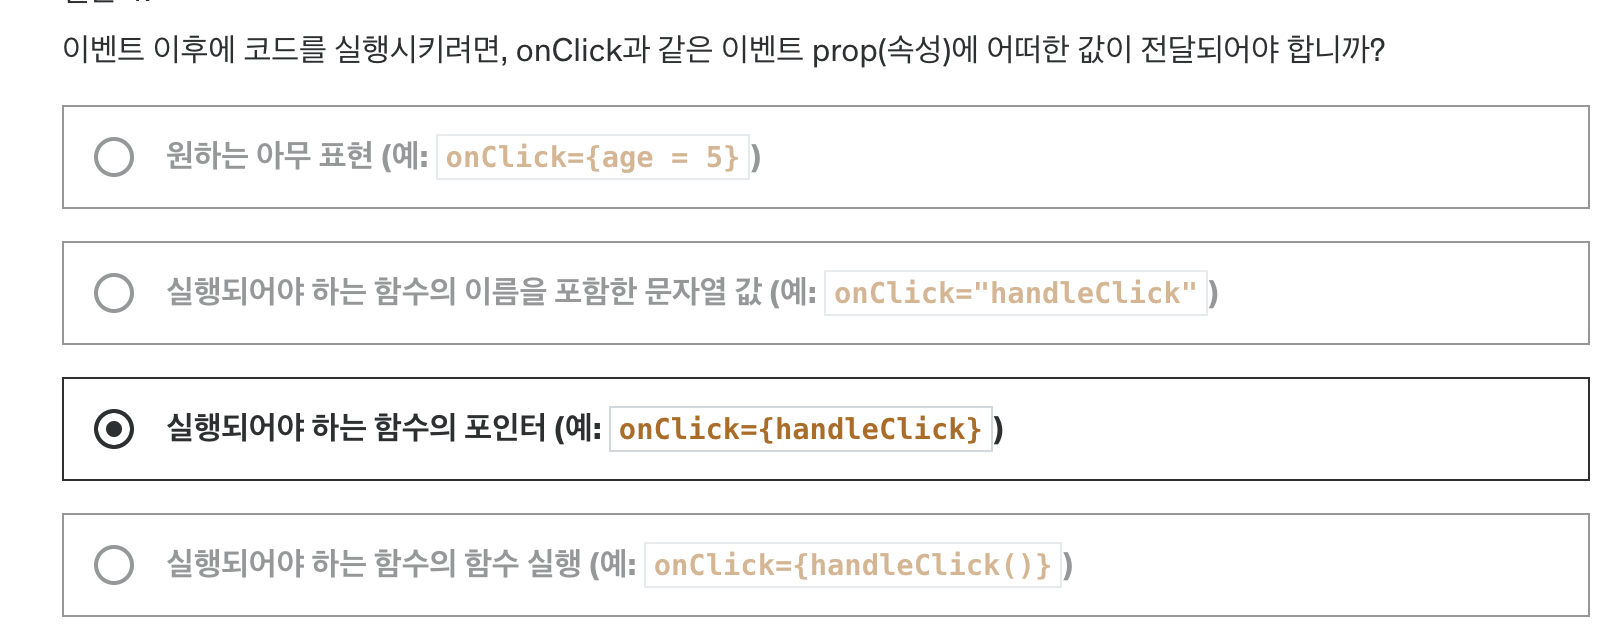 이벤트 이후에 코드를 실행시키려면, onClick과 같은 이벤트 prop(속성)에 어떠한 값이 전달되어야 합니까?
원하는 아무 표현 (예: onClick={age = 5})
실행되어야 하는 함수의 이름을 포함한 문자열 값 (예: onClick="handleClick")
실행되어야 하는 함수의 포인터 (예: onClick={handleClick})
실행되어야 하는 함수의 함수 실행 (예: onClick={handleClick()})